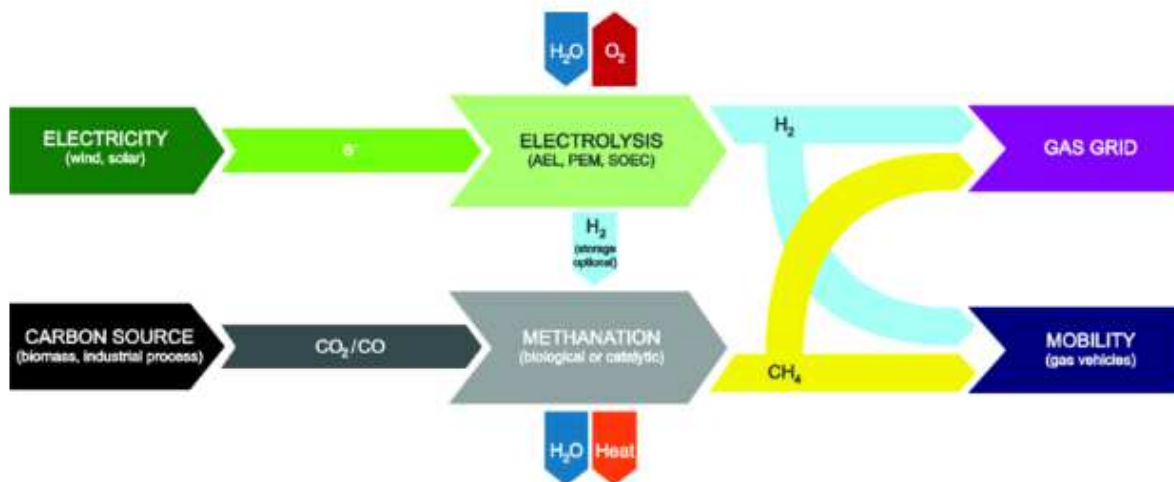 H₂O
O₂
ELECTRICITY
(wind, solar)
e⁻
ELECTROLYSIS
(AEL, PEM, SOEC)
H₂
GAS GRID
H₂
(storage
optional)
CARBON SOURCE
(biomass, industrial process)
CO₂/CO
METHANATION
(biological or catalytic)
CH₄
MOBILITY
(gas vehicles)
H₂O
Heat